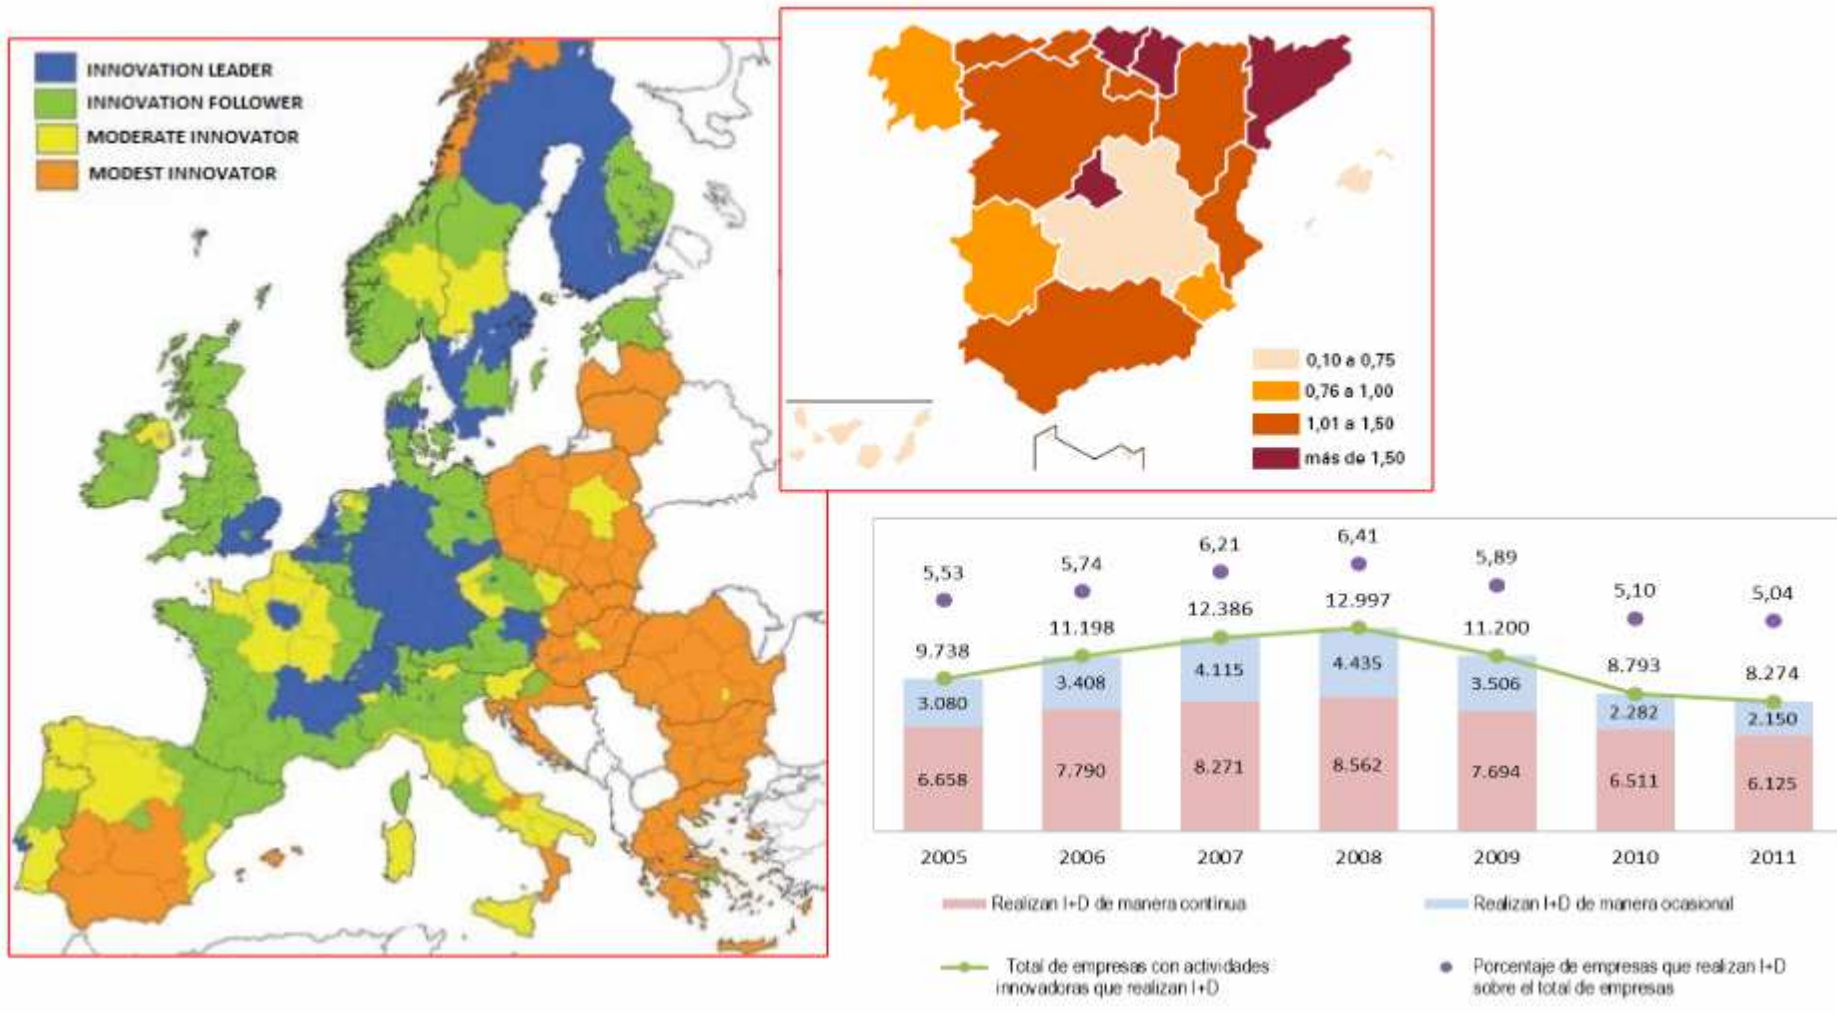 INNOVATION LEADER
INNOVATION FOLLOWER
MODERATE INNOVATOR
MODEST INNOVATOR
0,10 a 0,75
0,76 a 1,00
1,01 a 1,50
más de 1,50
5,53
5,74
6,21
6,41
5,89
5,10
5,04
9.738
11.198
12.386
12.997
11.200
8.793
8.274
3.080
3.408
4.115
4.435
3.506
2.282
2.150
6.658
7.790
8.271
8.562
7.694
6.511
6.125
2005
2006
2007
2008
2009
2010
2011
Realizan I+D de manera contínua
Realizan I+D de manera ocasional
Total de empresas con actividades
innovadoras que realizan I+D
Porcentaje de empresas que realizan I+D
sobre el total de empresas